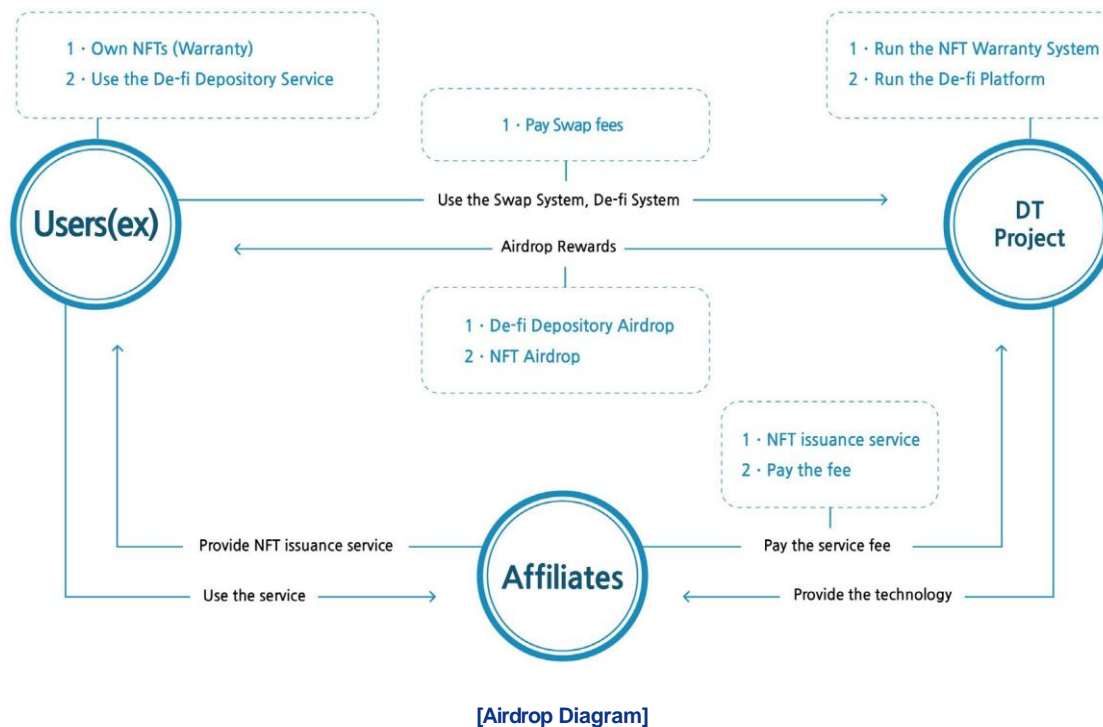 1 · Own NFTs (Warranty)
2 · Use the De-fi Depository Service
1 · Run the NFT Warranty System
2 · Run the De-fi Platform
1 · Pay Swap fees
Users(ex)
Use the Swap System, De-fi System
DT
Project
Airdrop Rewards
1 · De-fi Depository Airdrop
2 · NFT Airdrop
1 · NFT issuance service
2 · Pay the fee
Provide NFT issuance service
Affiliates
Pay the service fee
Use the service
Provide the technology
[Airdrop Diagram]